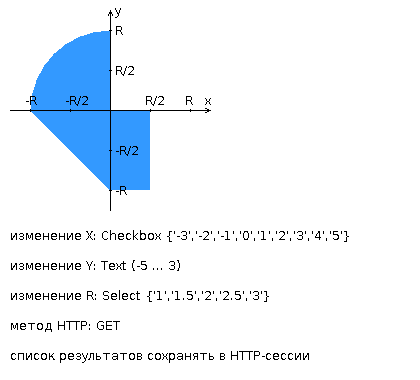 y
R
R/2
-R -R/2 R/2 R x
-R/2
-R
изменение X: Checkbox {'-3','-2','-1','0','1','2','3','4','5'}
изменение Y: Text (-5 ... 3)
изменение R: Select {'1','1.5','2','2.5','3'}
метод HTTP: GET
список результатов сохранять в HTTP-сессии